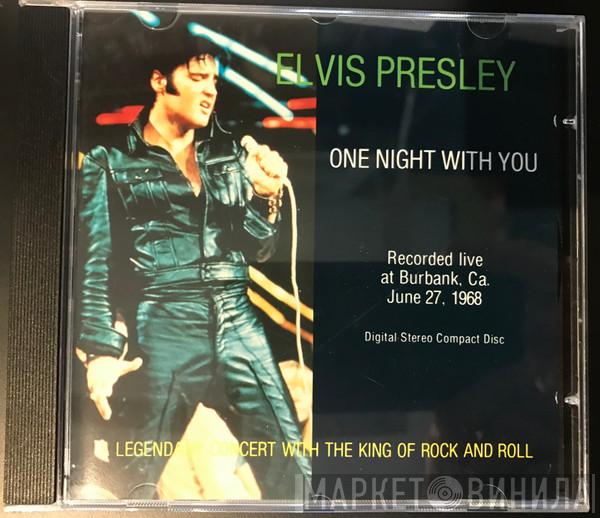 ELVIS PRESLEY
ONE NIGHT WITH YOU
Recorded live
at Burbank, Ca.
June 27, 1968
Digital Stereo Compact Disc
A LEGENDARY CONCERT WITH THE KING OF ROCK AND ROLL
МАРКЕТ ВИНИЛА